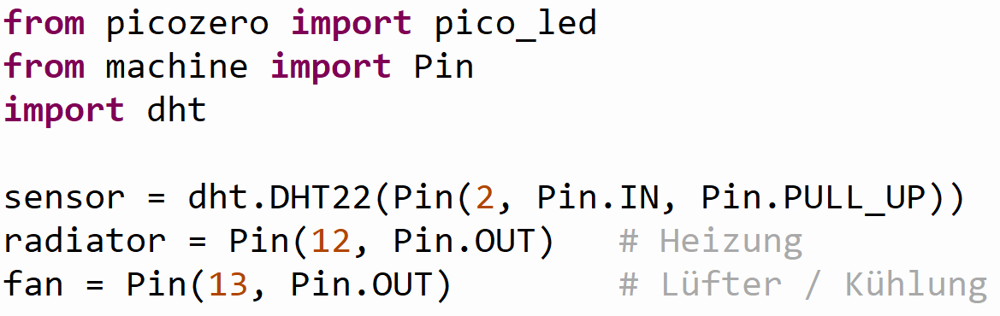 from picozero import pico_led
from machine import Pin
import dht

sensor = dht.DHT22(Pin(2, Pin.IN, Pin.PULL_UP))
radiator = Pin(12, Pin.OUT)   # Heizung
fan = Pin(13, Pin.OUT)        # Lüfter / Kühlung